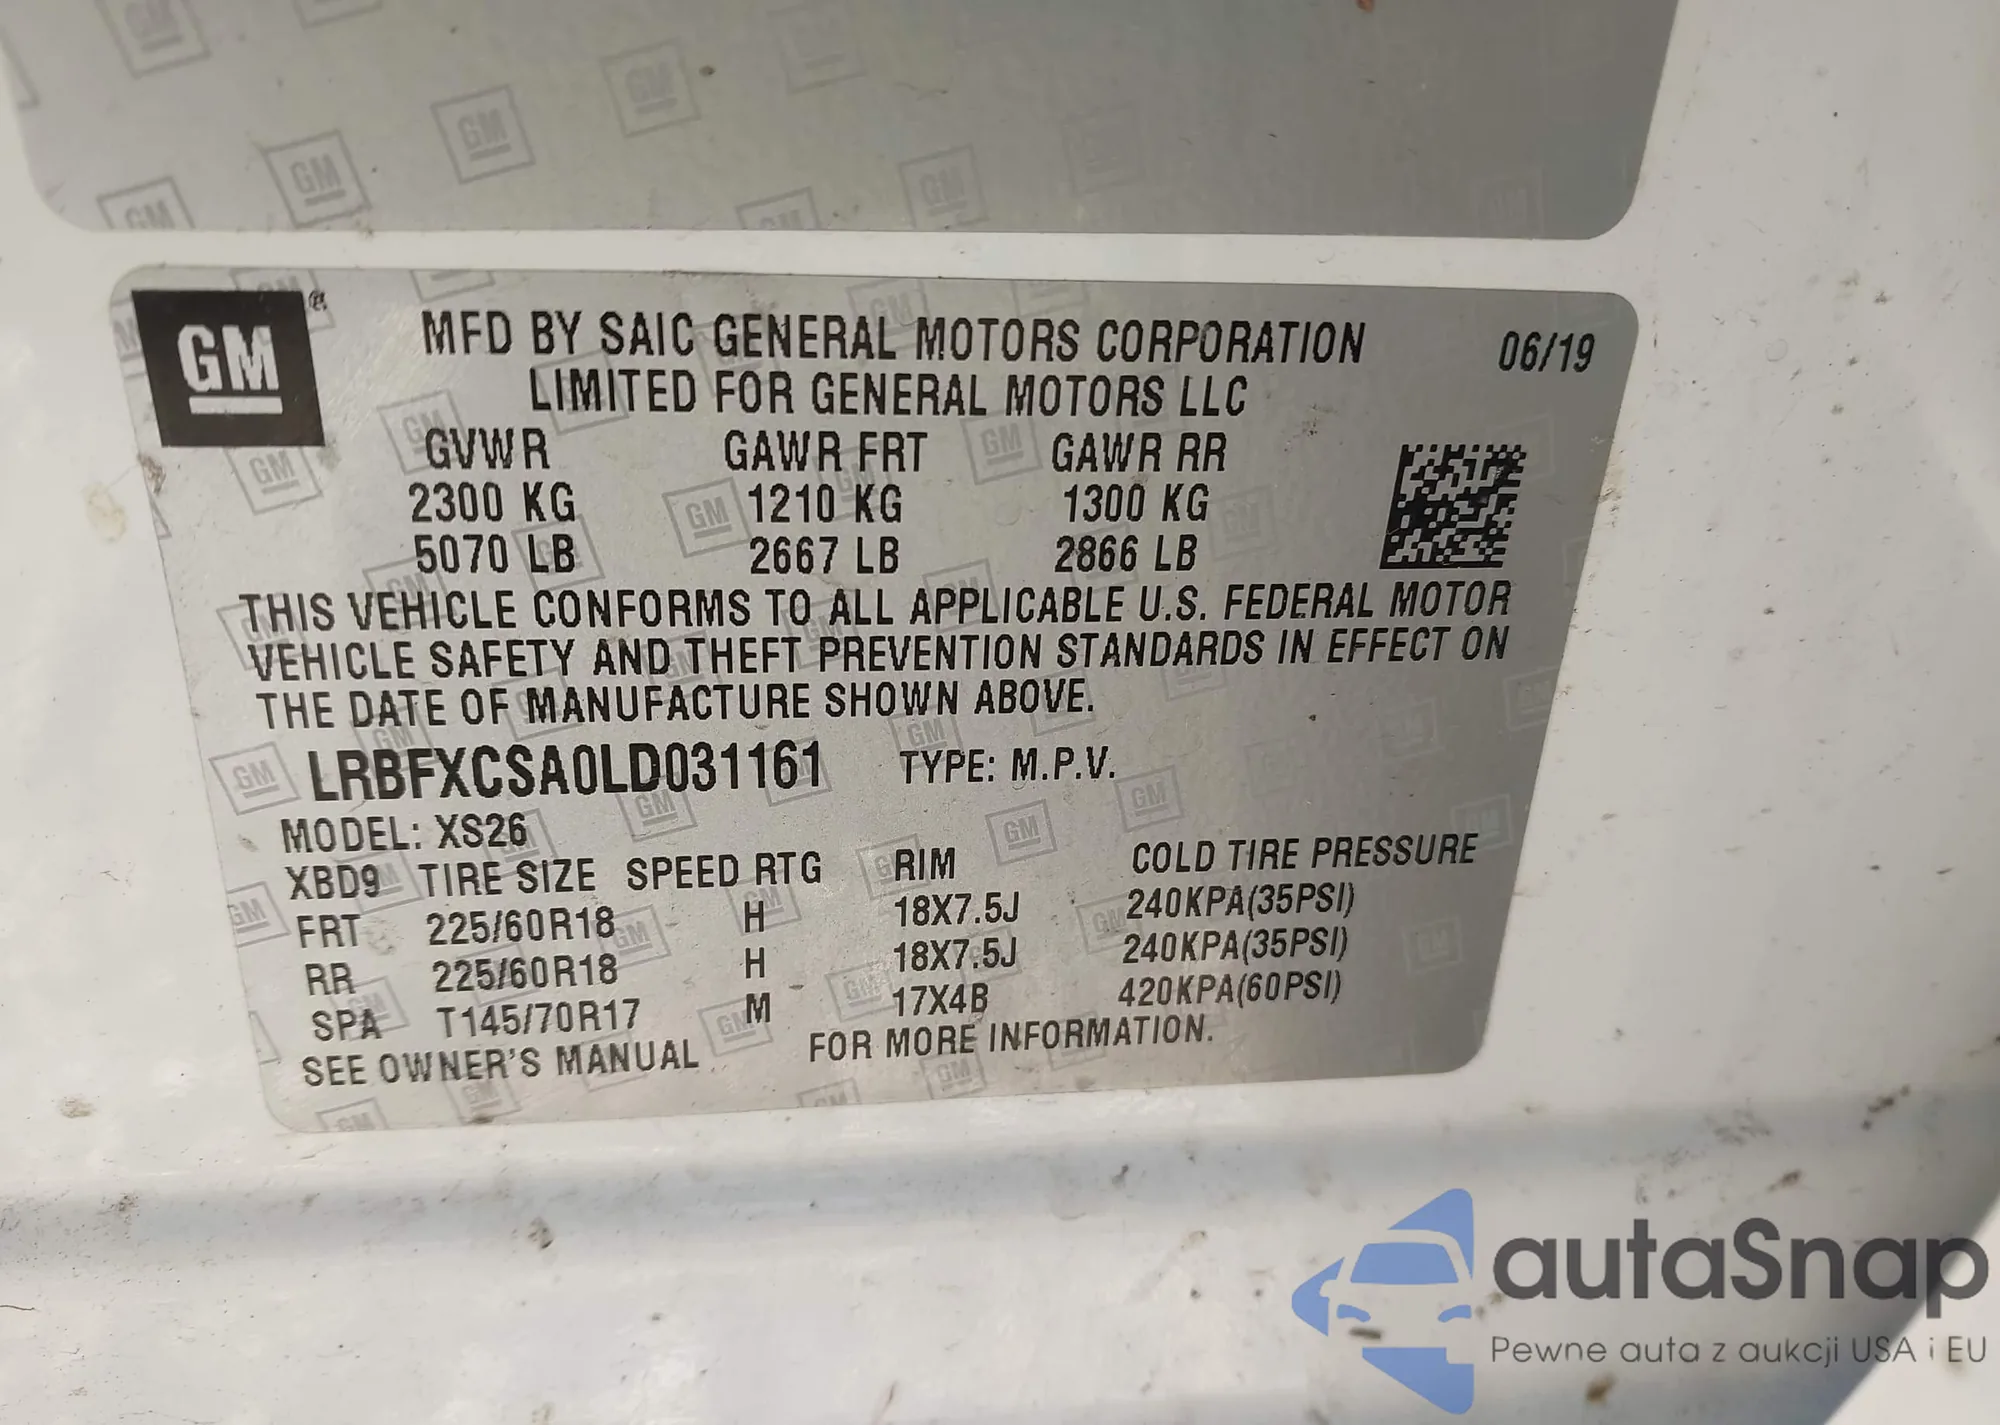 GM®
MFD BY SAIC GENERAL MOTORS CORPORATION 06/19
LIMITED FOR GENERAL MOTORS LLC
GVWR GAWR FRT GAWR RR
2300 KG 1210 KG 1300 KG
5070 LB 2667 LB 2866 LB
THIS VEHICLE CONFORMS TO ALL APPLICABLE U.S. FEDERAL MOTOR
VEHICLE SAFETY AND THEFT PREVENTION STANDARDS IN EFFECT ON
THE DATE OF MANUFACTURE SHOWN ABOVE.
LRBFXCSA0LD031161 TYPE: M.P.V.
MODEL: XS26
XBD9 TIRE SIZE SPEED RTG RIM COLD TIRE PRESSURE
FRT 225/60R18 H 18X7.5J 240KPA(35PSI)
RR 225/60R18 H 18X7.5J 240KPA(35PSI)
SPA T145/70R17 M 17X4B 420KPA(60PSI)
SEE OWNER'S MANUAL FOR MORE INFORMATION.
autoSnap
Pewne auta z aukcji USA i EU